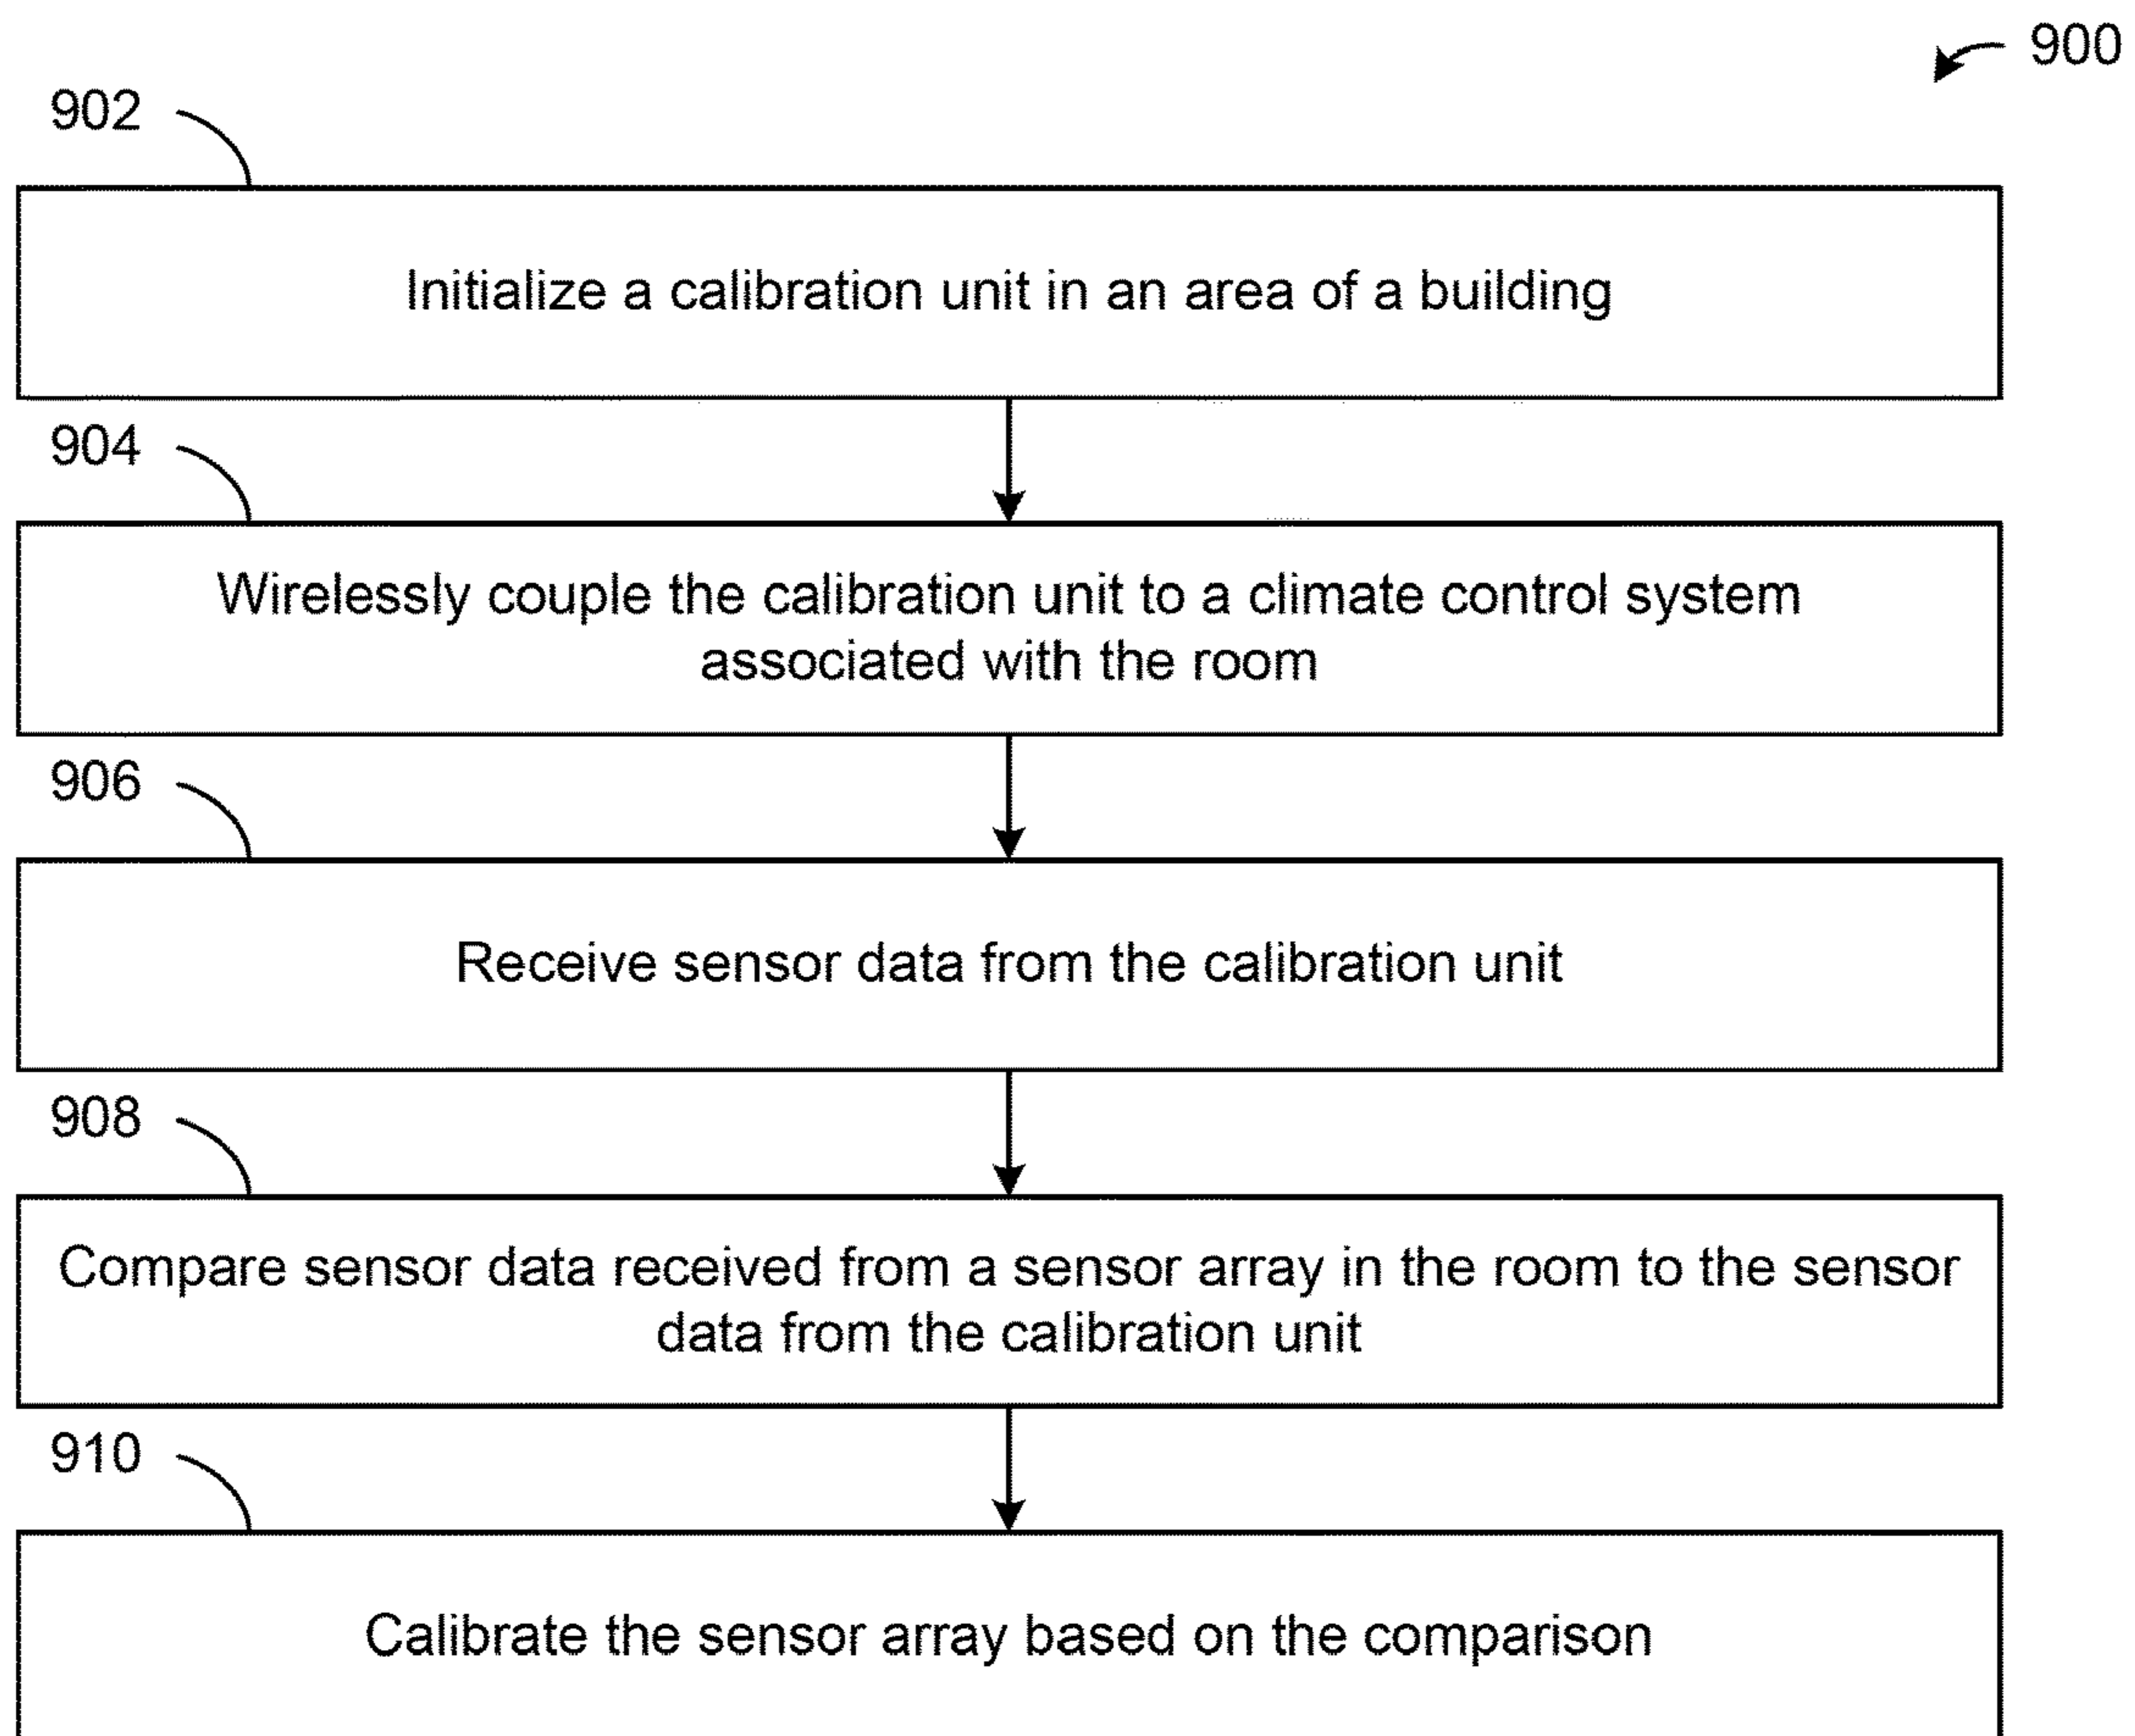 900
902
Initialize a calibration unit in an area of a building
904
Wirelessly couple the calibration unit to a climate control system
associated with the room
906
Receive sensor data from the calibration unit
908
Compare sensor data received from a sensor array in the room to the sensor
data from the calibration unit
910
Calibrate the sensor array based on the comparison